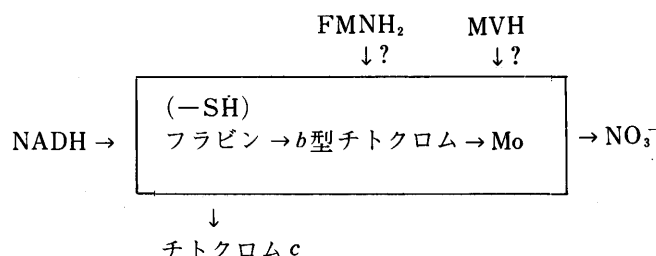 FMNH₂ MVH
↓? ↓?
(—SH)
NADH→ フラビン→b型チトクロム→Mo →NO₃⁻
↓
チトクロムc